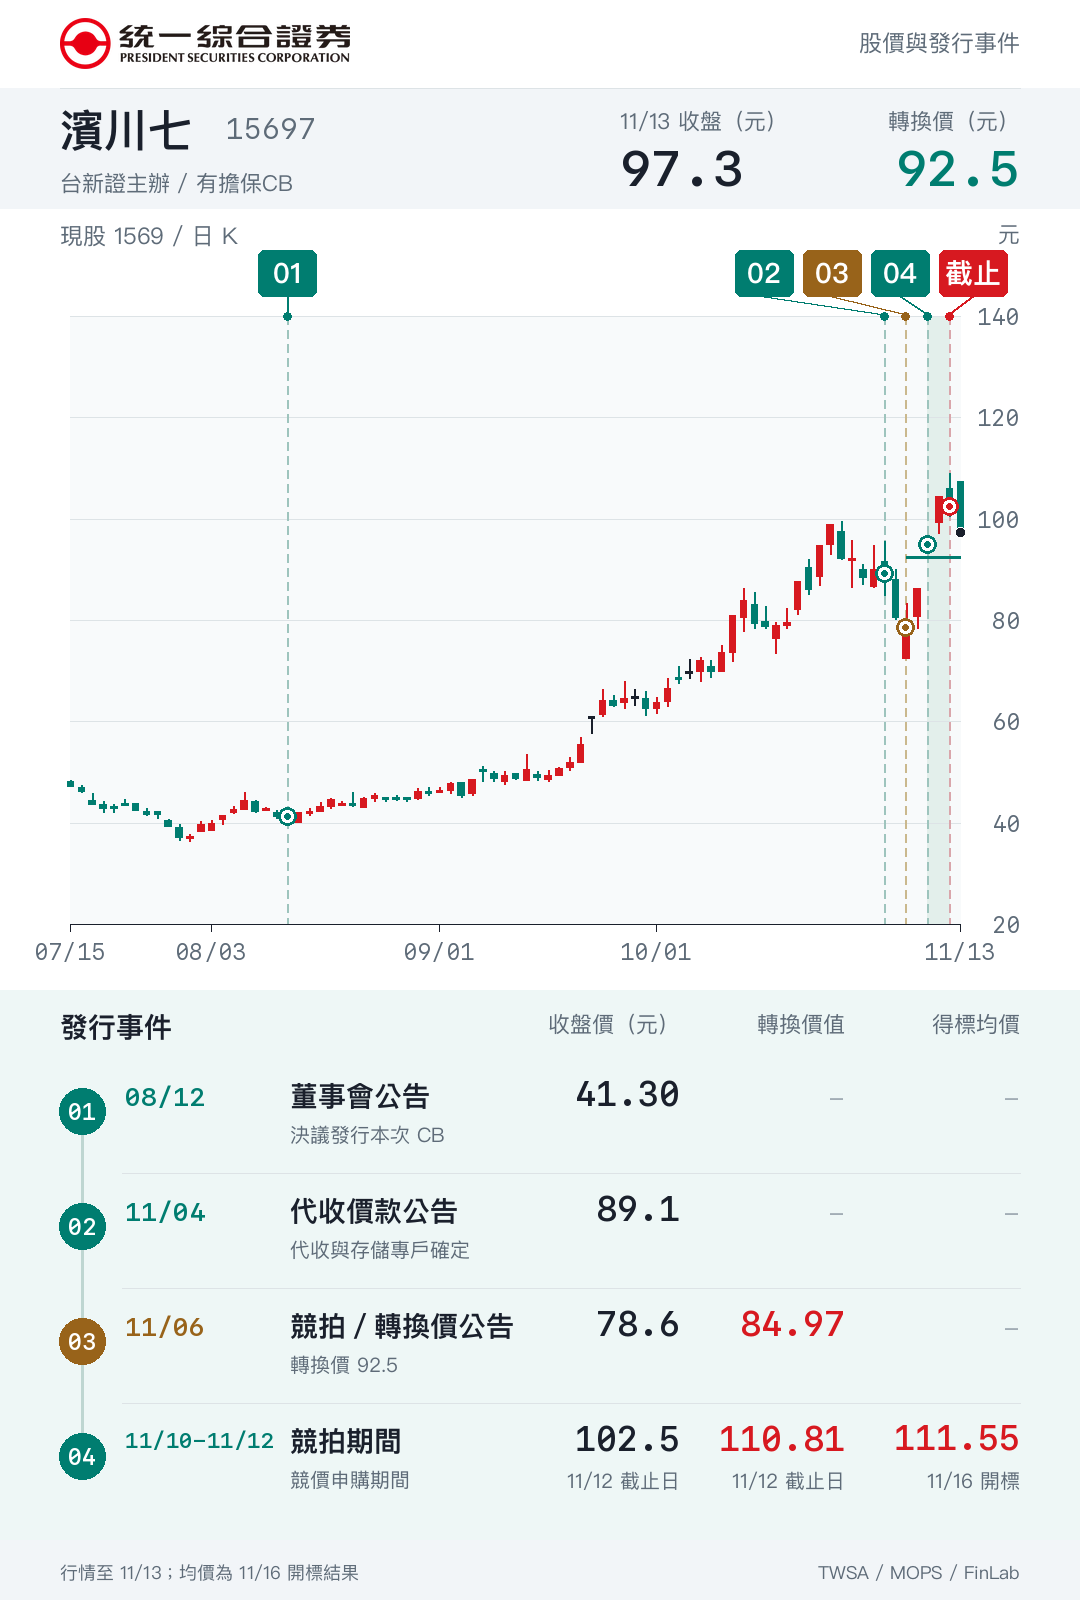 統一綜合證券
PRESIDENT SECURITIES CORPORATION
股價與發行事件
濱川七 15697
台新證主辦 / 有擔保CB
11/13 收盤（元）
97.3
轉換價（元）
92.5
現股 1569 / 日 K
元
01
02
03
04
截止
140
120
100
80
60
40
20
07/15
08/03
09/01
10/01
11/13
發行事件 收盤價（元） 轉換價值 得標均價
01 08/12 董事會公告 41.30 — —
決議發行本次 CB
02 11/04 代收價款公告 89.1 — —
代收與存儲專戶確定
03 11/06 競拍 / 轉換價公告 78.6 84.97 —
轉換價 92.5
04 11/10-11/12 競拍期間 102.5 110.81 111.55
競價申購期間 11/12 截止日 11/12 截止日 11/16 開標
行情至 11/13；均價為 11/16 開標結果
TWSA / MOPS / FinLab